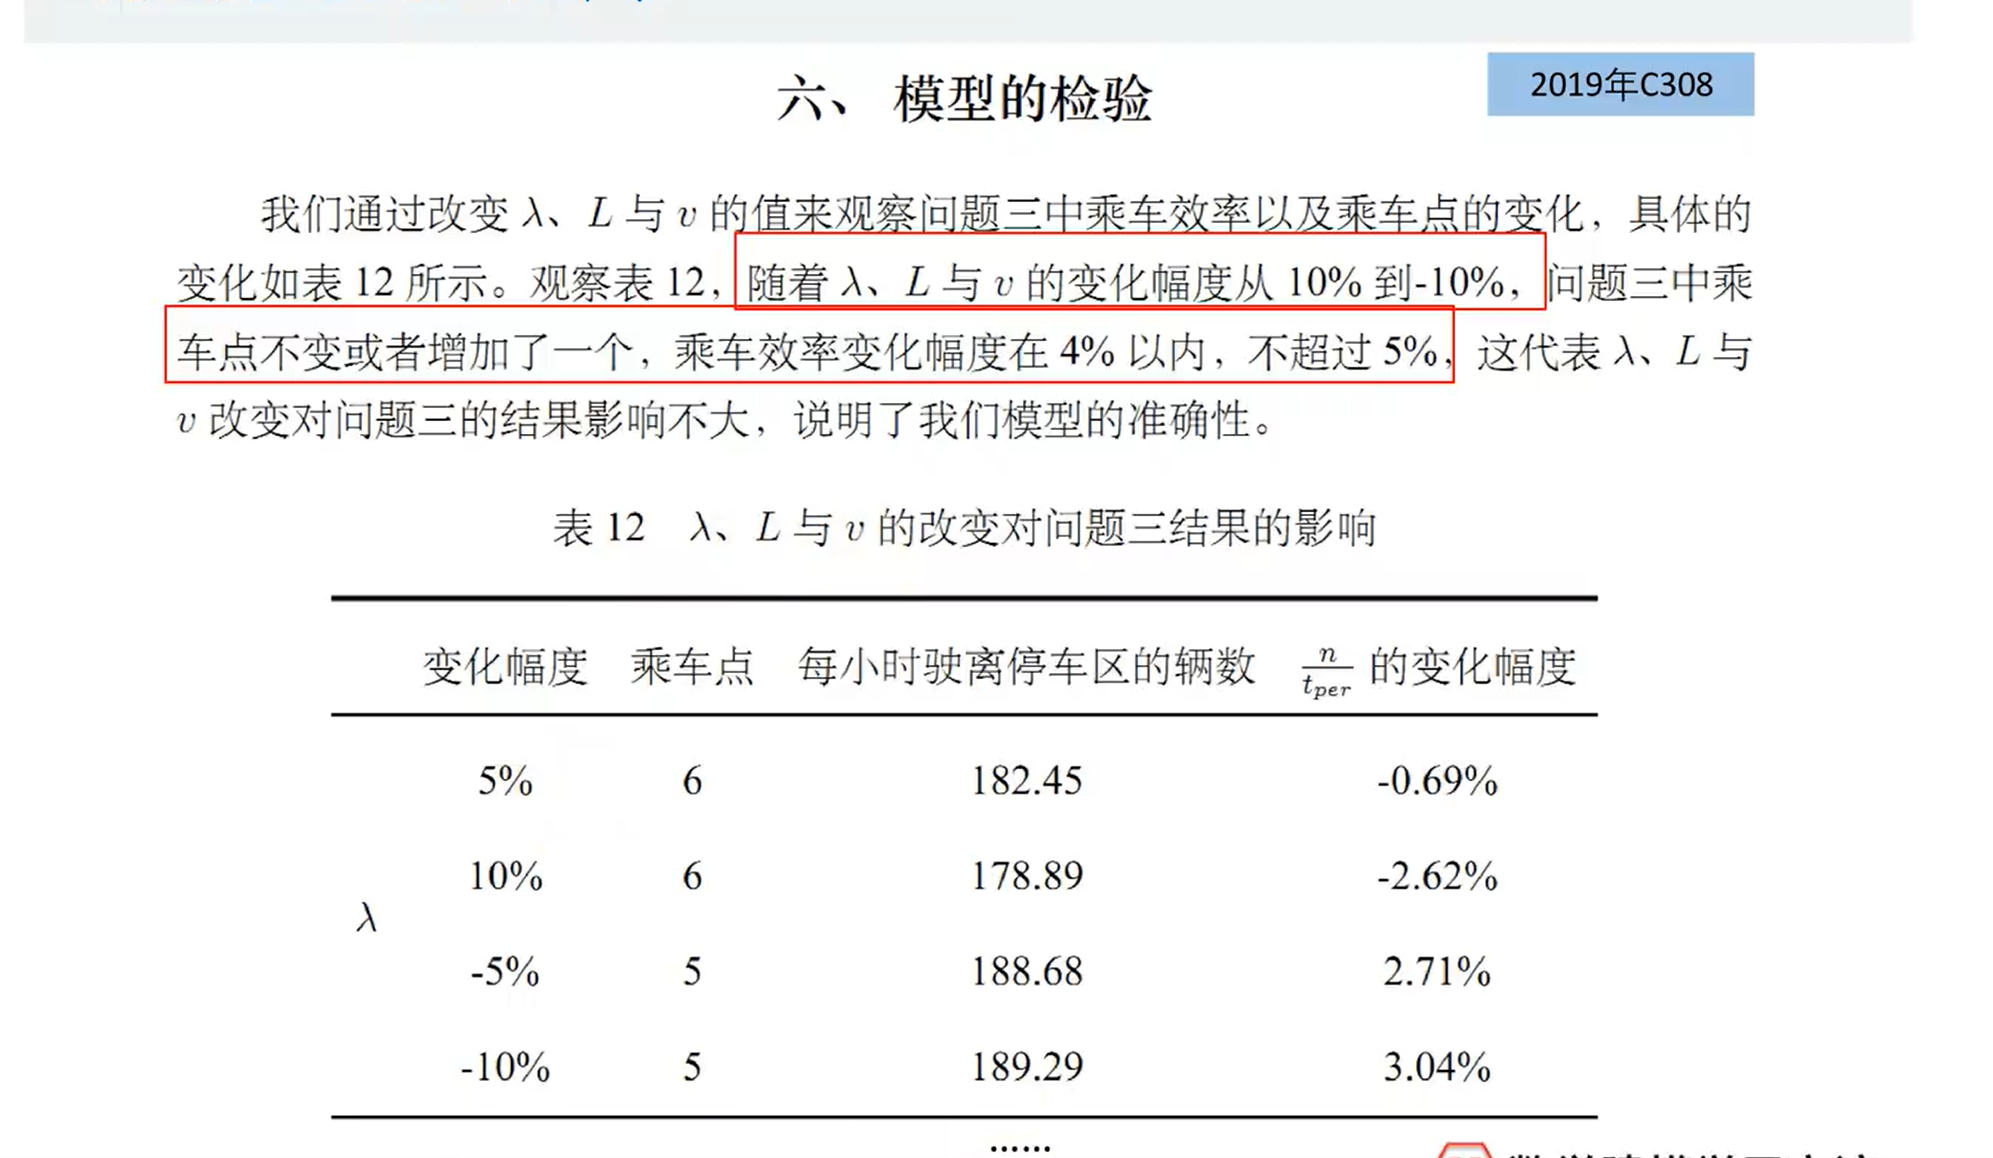 六、 模型的检验
2019年C308
我们通过改变 λ、L 与 v 的值来观察问题三中乘车效率以及乘车点的变化，具体的
变化如表 12 所示。观察表 12，随着 λ、L 与 v 的变化幅度从 10% 到-10%，问题三中乘
车点不变或者增加了一个，乘车效率变化幅度在 4% 以内，不超过 5%，这代表 λ、L 与
v 改变对问题三的结果影响不大，说明了我们模型的准确性。
表 12 λ、L 与 v 的改变对问题三结果的影响
变化幅度 乘车点 每小时驶离停车区的辆数 n/t_per 的变化幅度
5% 6 182.45 -0.69%
10% 6 178.89 -2.62%
λ
-5% 5 188.68 2.71%
-10% 5 189.29 3.04%
······